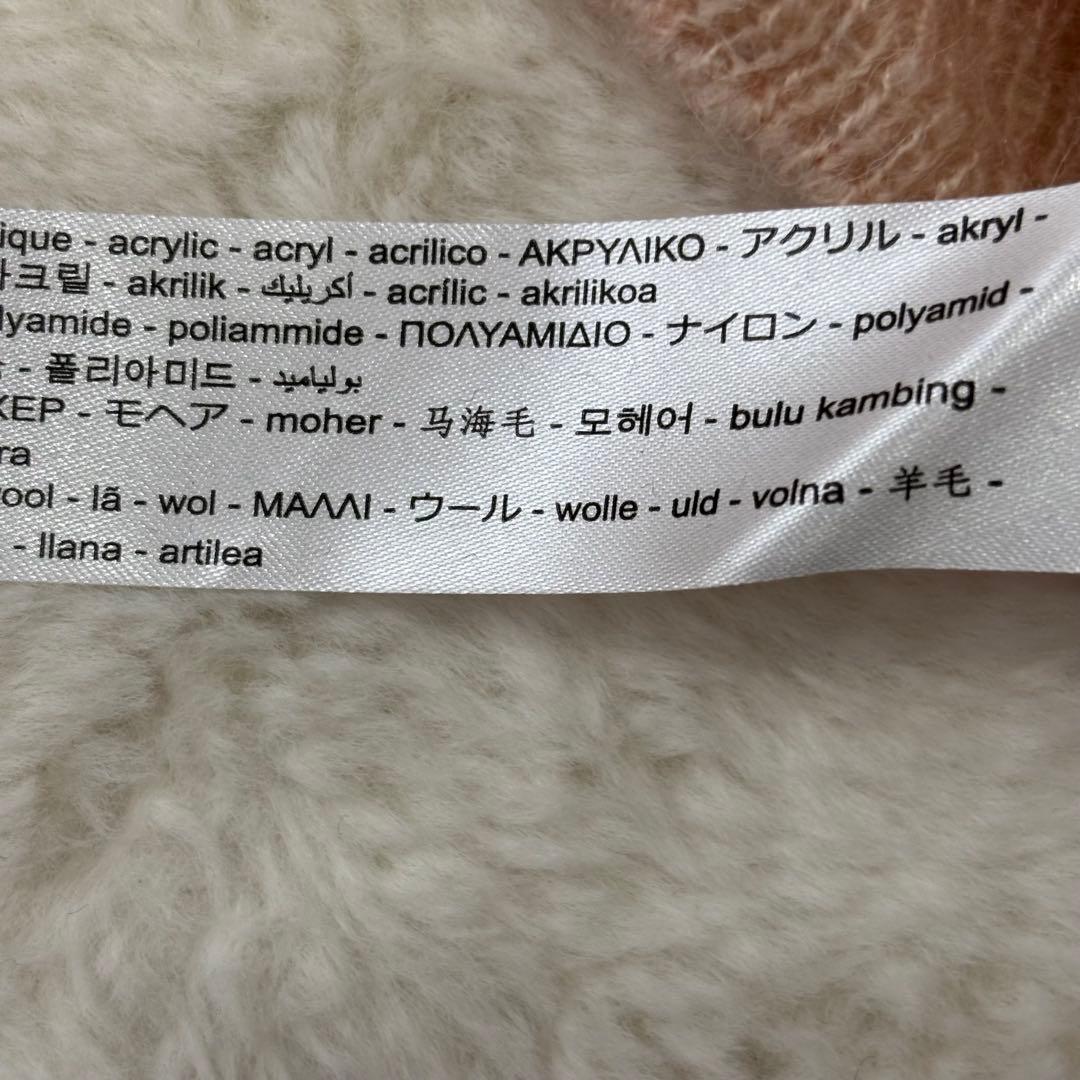 ique - acrylic - acryl - acrilico - ΑΚΡΥΛΙΚΟ - アクリル - akryl -
크릴 - akrilik - أكريليك - acrílic - akrilikoa
lyamide - poliammide - ΠΟΛΥΑΜΙΔΙΟ - ナイロン - polyamid -
- 폴리아미드 - بولياميد
ΧΕΡ - モヘア - moher - 马海毛 - 모헤어 - bulu kambing -
ra
ool - lã - wol - ΜΑΛΛΙ - ウール - wolle - uld - volna - 羊毛 -
- llana - artilea